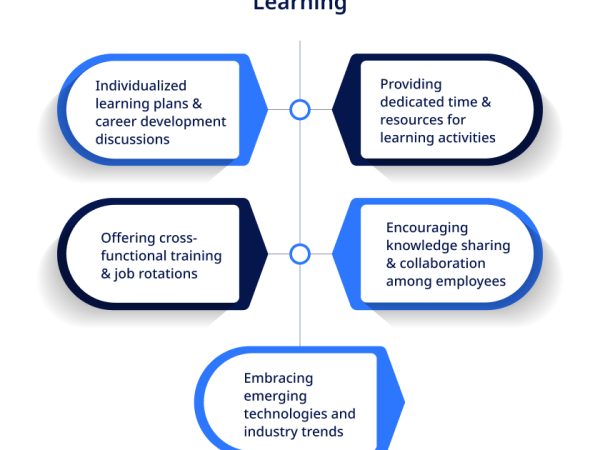 Learning
Individualized
learning plans &
career development
discussions
Providing
dedicated time &
resources for
learning activities
Offering cross-
functional training
& job rotations
Encouraging
knowledge sharing
& collaboration
among employees
Embracing
emerging
technologies and
industry trends